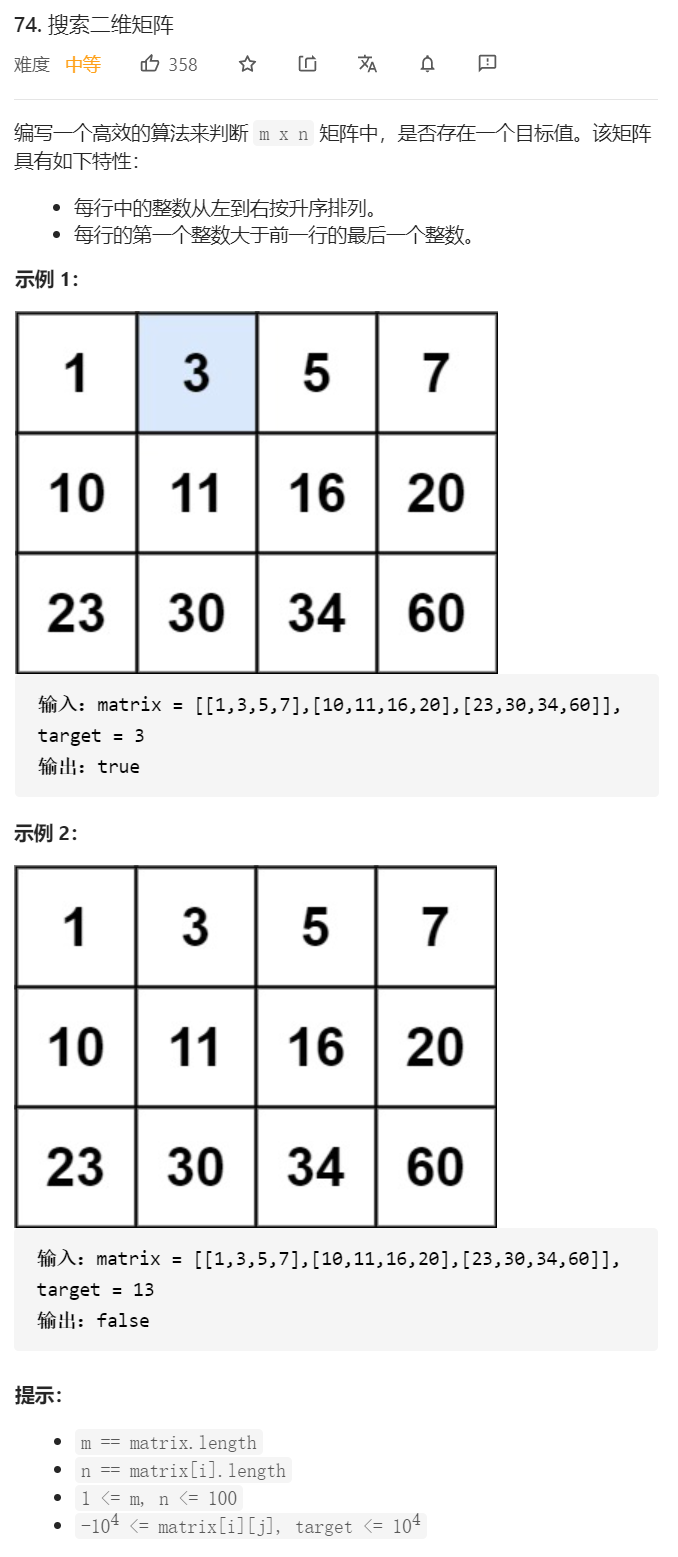 74. 搜索二维矩阵
难度 中等 358
编写一个高效的算法来判断 m x n 矩阵中，是否存在一个目标值。该矩阵
具有如下特性：
• 每行中的整数从左到右按升序排列。
• 每行的第一个整数大于前一行的最后一个整数。
示例 1：
1 3 5 7
10 11 16 20
23 30 34 60
输入：matrix = [[1,3,5,7],[10,11,16,20],[23,30,34,60]],
target = 3
输出：true
示例 2：
1 3 5 7
10 11 16 20
23 30 34 60
输入：matrix = [[1,3,5,7],[10,11,16,20],[23,30,34,60]],
target = 13
输出：false
提示：
• m == matrix.length
• n == matrix[i].length
• 1 <= m, n <= 100
• -10⁴ <= matrix[i][j], target <= 10⁴